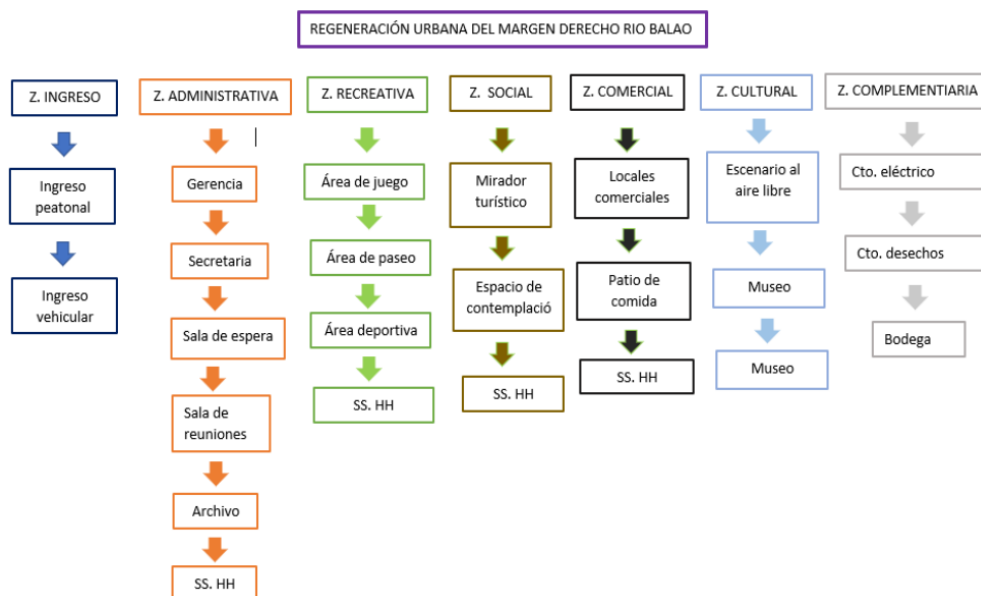 REGENERACIÓN URBANA DEL MARGEN DERECHO RIO BALAO
Z. INGRESO
Ingreso
peatonal
Ingreso
vehicular
Z. ADMINISTRATIVA
Gerencia
Secretaria
Sala de espera
Sala de
reuniones
Archivo
SS. HH
Z. RECREATIVA
Área de juego
Área de paseo
Área deportiva
SS. HH
Z. SOCIAL
Mirador
turístico
Espacio de
contemplació
SS. HH
Z. COMERCIAL
Locales
comerciales
Patio de
comida
SS. HH
Z. CULTURAL
Escenario al
aire libre
Museo
Museo
Z. COMPLEMENTIARIA
Cto. eléctrico
Cto. desechos
Bodega